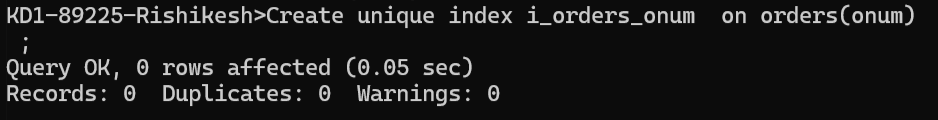 KD1-89225-Rishikesh>Create unique index i_orders_onum  on orders(onum)
 ;
Query OK, 0 rows affected (0.05 sec)
Records: 0  Duplicates: 0  Warnings: 0